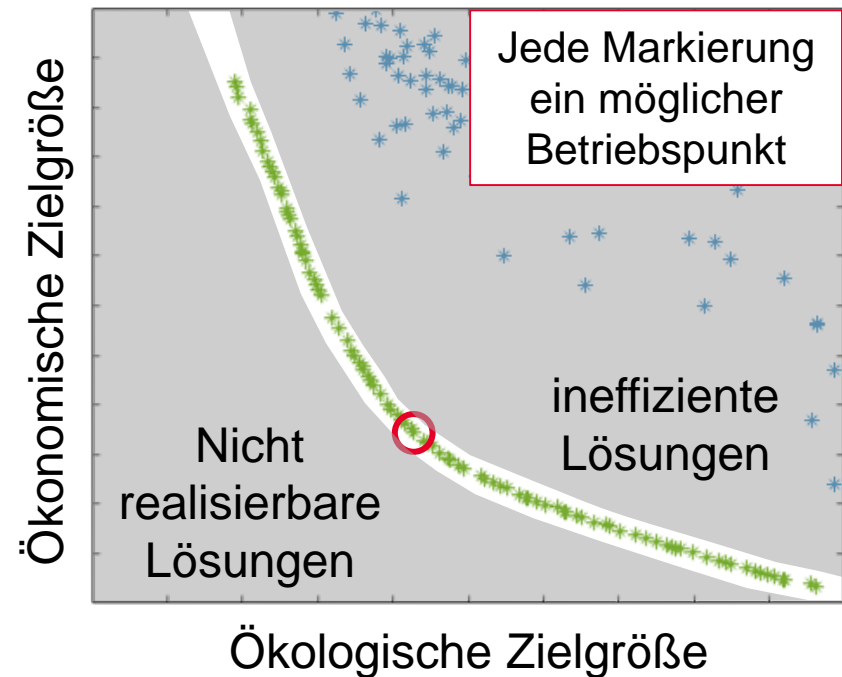 Ökonomische Zielgröße
Jede Markierung
ein möglicher
Betriebspunkt
ineffiziente
Lösungen
Nicht
realisierbare
Lösungen
Ökologische Zielgröße